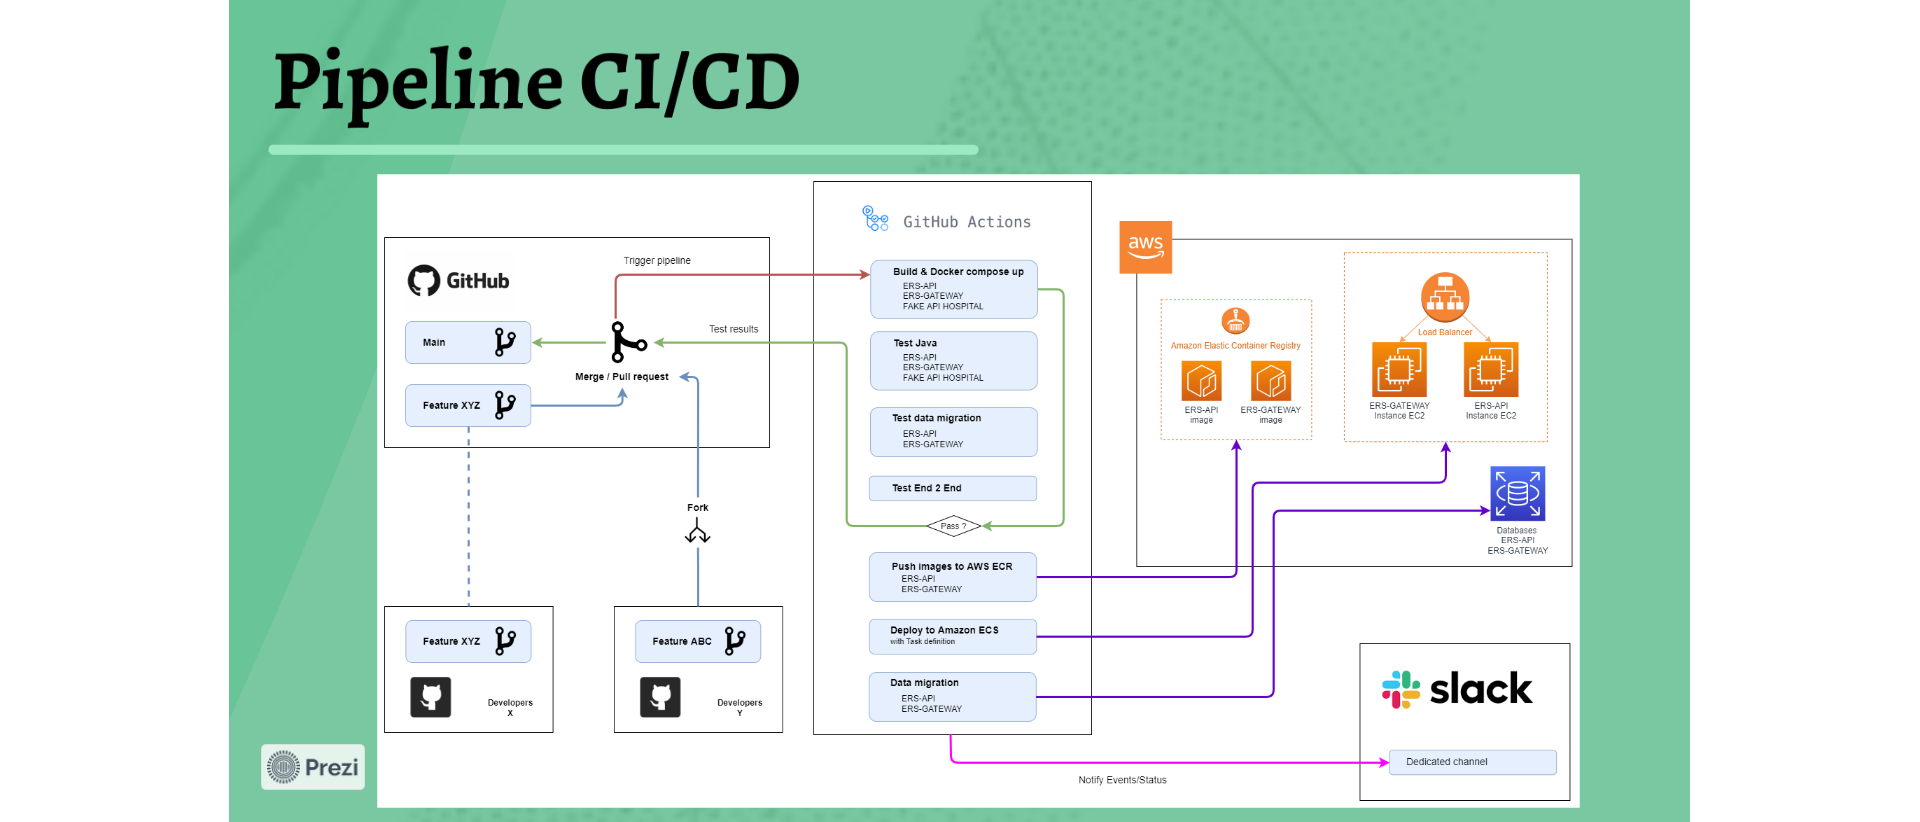 Pipeline CI/CD
GitHub Actions
GitHub
Trigger pipeline
Test results
Main
Merge / Pull request
Feature XYZ
Fork
Feature XYZ
Developers
X
Feature ABC
Developers
Y
Build & Docker compose up
ERS-API
ERS-GATEWAY
FAKE API HOSPITAL
Test Java
ERS-API
ERS-GATEWAY
FAKE API HOSPITAL
Test data migration
ERS-API
ERS-GATEWAY
Test End 2 End
Pass ?
Push images to AWS ECR
ERS-API
ERS-GATEWAY
Deploy to Amazon ECS
with Task definition
Data migration
ERS-API
ERS-GATEWAY
aws
Amazon Elastic Container Registry
ERS-API
image
ERS-GATEWAY
image
Load Balancer
ERS-GATEWAY
Instance EC2
ERS-API
Instance EC2
Databases
ERS-API
ERS-GATEWAY
slack
Dedicated channel
Notify Events/Status
Prezi